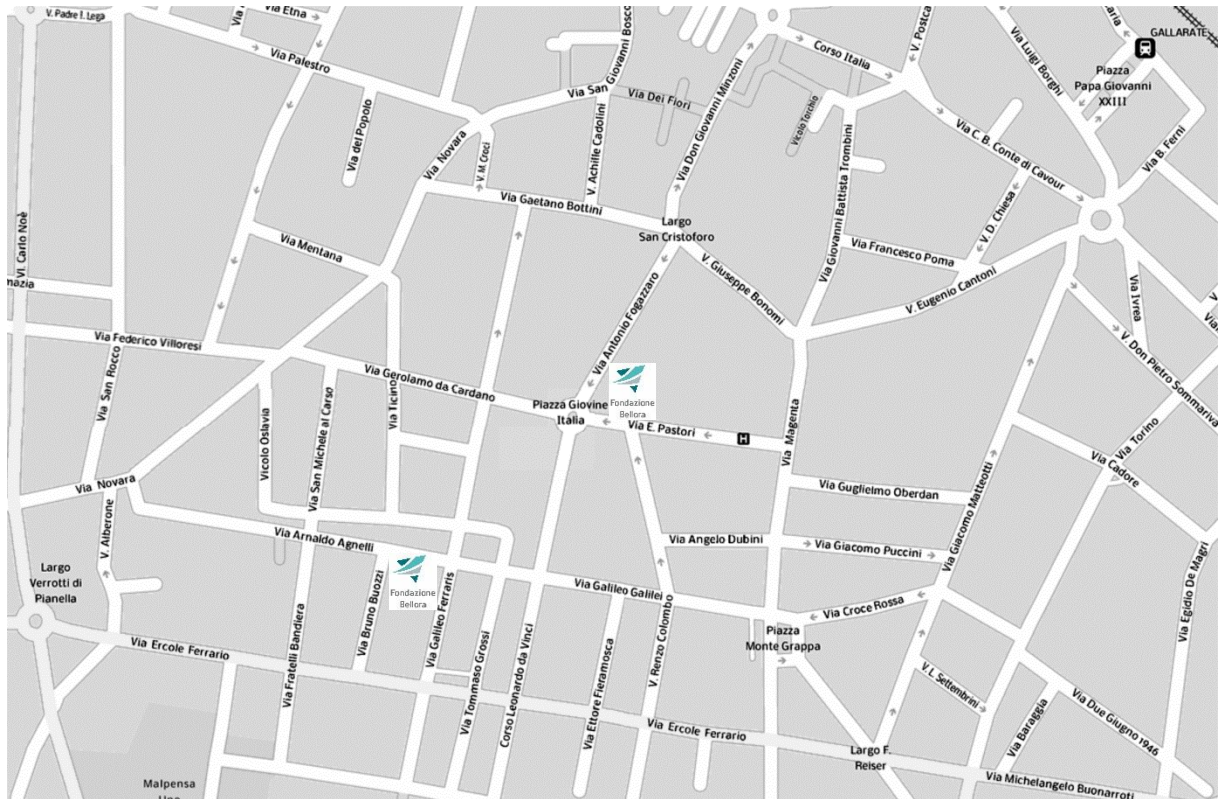 V. Padre I. Lega
Via Etna
Via Palestro
Via San Giovanni Bosco
Via Dei Fiori
Via Don Giovanni Minzoni
Corso Italia
V. Postca
Via Luigi Borghi
GALLARATE
Piazza
Papa Giovanni
XXIII
Via B. Ferni
Via C. B. Conte di Cavour
Vicolo Torchio
Via del Popolo
Via Novara
V. M. Croci
V. Achille Cadolini
Via Gaetano Bottini
Largo
San Cristoforo
Via Giovanni Battista Trombini
V. D. Chiesa
Via Francesco Poma
V. Eugenio Cantoni
V. Giuseppe Bonomi
Via Ivrea
V. Don Pietro Sommariva
Vl. Carlo Noè
mazia
Via Mentana
Via Federico Villoresi
Via San Rocco
Via Gerolamo da Cardano
Via Antonio Fogazzaro
Fondazione
Bellora
Piazza Giovine
Italia
Via E. Pastori
H
Via Magenta
Via Ticino
Vicolo Oslavia
Via San Michele al Carso
Via Torino
Via Cadore
Via Guglielmo Oberdan
Via Giacomo Matteotti
Via Novara
V. Alberone
Via Arnaldo Agnelli
Via Angelo Dubini
Via Giacomo Puccini
Via Egidio De Magri
Largo
Verrotti di
Pianella
Fondazione
Bellora
Via Bruno Buozzi
Via Galileo Ferraris
Via Galileo Galilei
Via Croce Rossa
Piazza
Monte Grappa
Via Ercole Ferrario
Via Fratelli Bandiera
Via Tommaso Grossi
Corso Leonardo da Vinci
Via Ettore Fieramosca
V. Renzo Colombo
Via Ercole Ferrario
V. L. Settembrini
Via Baraggia
Via Due Giugno 1946
Largo F.
Reiser
Via Michelangelo Buonarroti
Malpensa